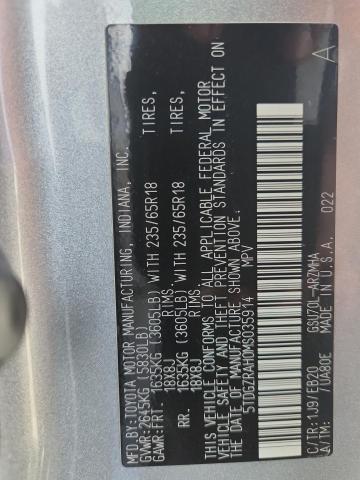 MFD.BY:TOYOTA MOTOR MANUFACTURING, INDIANA, INC.
GVWR:2645KG (5830LB)
GAWR:FRT. 1635KG (3605LB) WITH 235/65R18 TIRES,
18X8J RIMS,
RR. 1635KG (3605LB) WITH 235/65R18 TIRES,
18X8J RIMS,
THIS VEHICLE CONFORMS TO ALL APPLICABLE FEDERAL MOTOR
VEHICLE SAFETY AND THEFT PREVENTION STANDARDS IN EFFECT ON
THE DATE OF MANUFACTURE SHOWN ABOVE.
5TDGZRAH0MS035914 MPV
C/TR:1J9/EB20 GSU70L-ARZMHA
A/TM: /UA80E MADE IN U.S.A. 022
A